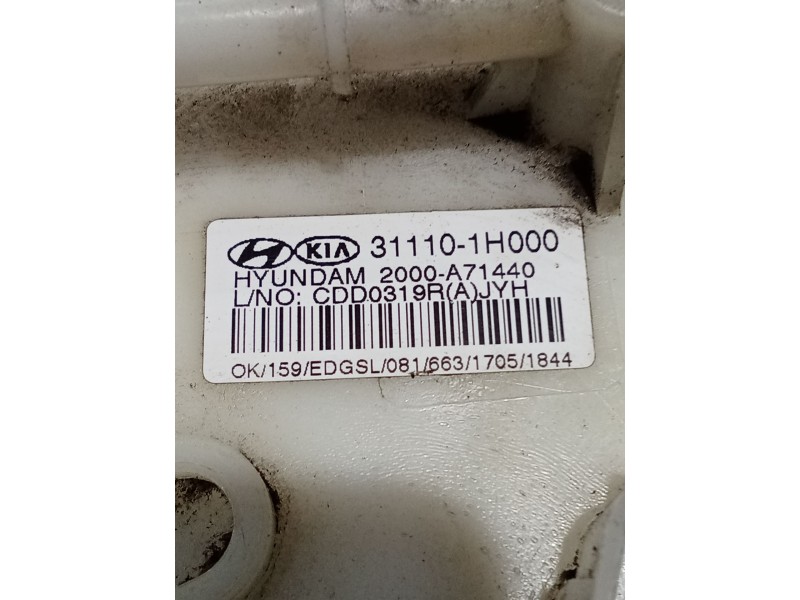 KIA 31110-1H000
HYUNDAM 2000-A71440
L/NO: CDD0319R(A)JYH
OK/159/EDGSL/081/663/1705/1844